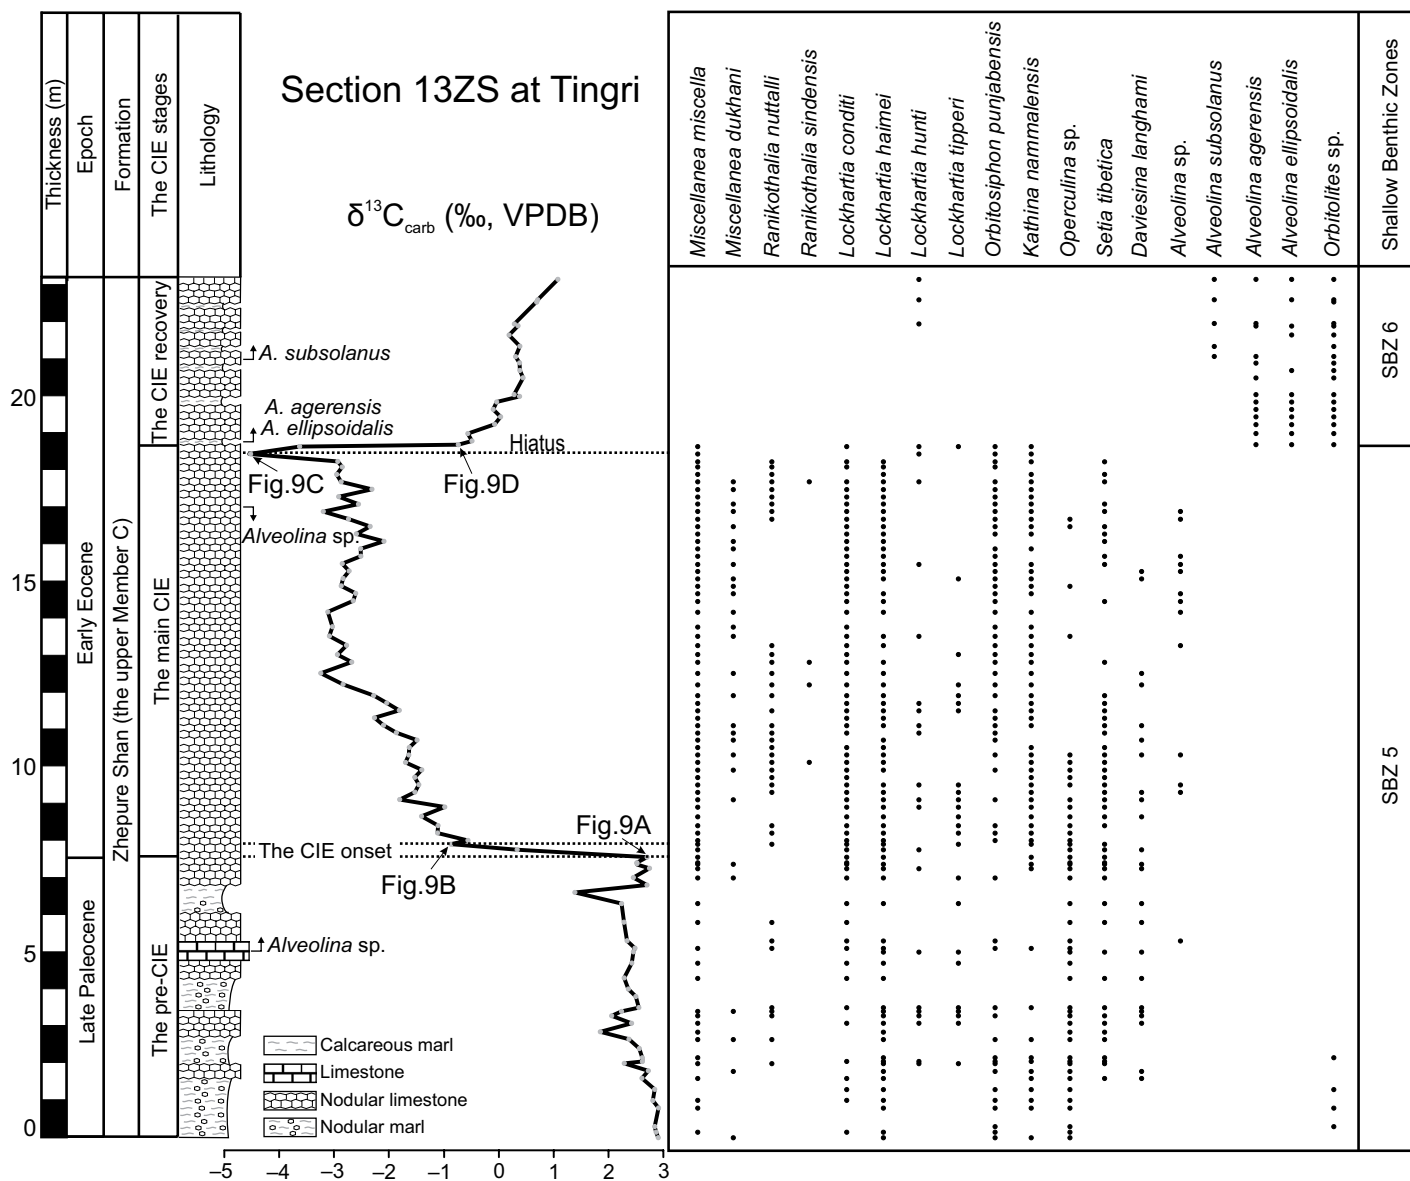 Section 13ZS at Tingri
δ¹³Ccarb (‰, VPDB)
Thickness (m)
Epoch
Formation
The CIE stages
Lithology
Miscellanea miscella
Miscellanea dukhani
Ranikothalia nuttalli
Ranikothalia sindensis
Lockhartia conditi
Lockhartia haimei
Lockhartia hunti
Lockhartia tipperi
Orbitosiphon punjabensis
Kathina nammalensis
Operculina sp.
Setia tibetica
Daviesina langhami
Alveolina sp.
Alveolina subsolanus
Alveolina agerensis
Alveolina ellipsoidalis
Orbitolites sp.
Shallow Benthic Zones
20
15
10
5
0
Early Eocene
Late Paleocene
Zhepure Shan (the upper Member C)
The CIE recovery
The main CIE
The pre-CIE
A. subsolanus
A. agerensis
A. ellipsoidalis
Hiatus
Fig.9C
Fig.9D
Alveolina sp.
Fig.9A
The CIE onset
Fig.9B
Alveolina sp.
Calcareous marl
Limestone
Nodular limestone
Nodular marl
–5 –4 –3 –2 –1 0 1 2 3
SBZ 6
SBZ 5